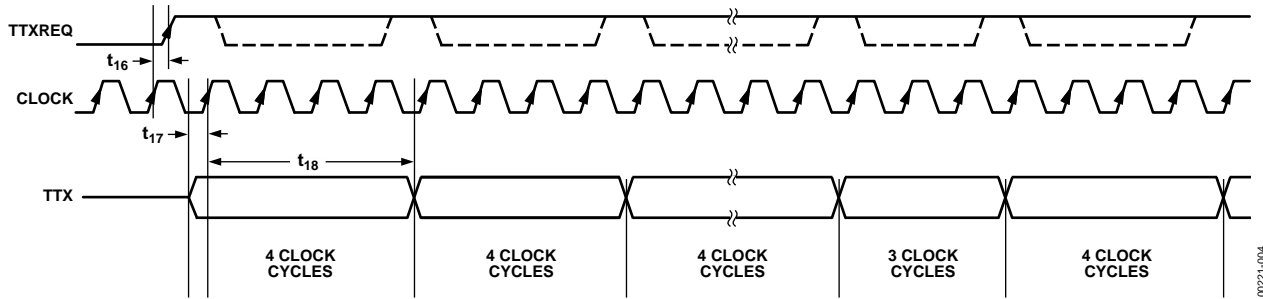 TTXREQ
t16
CLOCK
t17
t18
TTX
4 CLOCK
CYCLES
4 CLOCK
CYCLES
4 CLOCK
CYCLES
3 CLOCK
CYCLES
4 CLOCK
CYCLES
00221-004